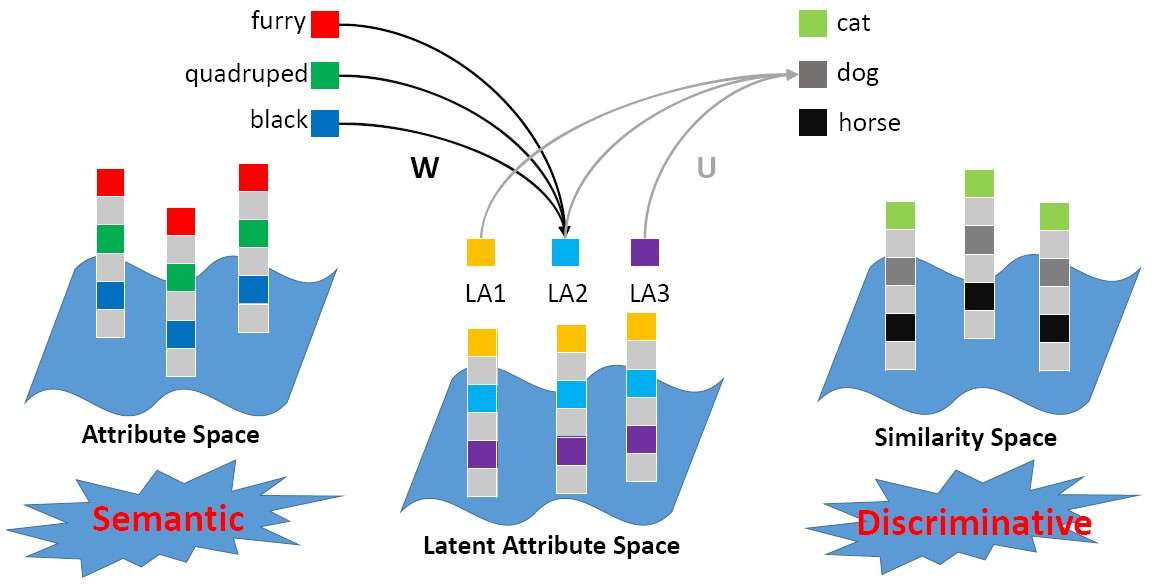 furry
quadruped
black
cat
dog
horse
W
U
LA1
LA2
LA3
Attribute Space
Similarity Space
Latent Attribute Space
Semantic
Discriminative